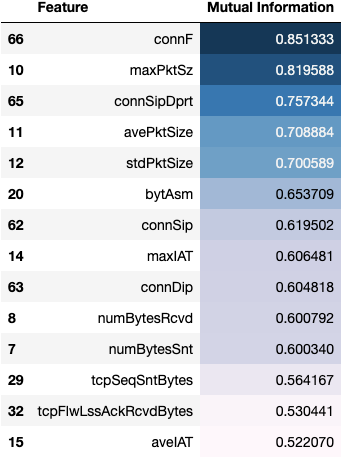 Feature Mutual Information
66 connF 0.851333
10 maxPktSz 0.819588
65 connSipDprt 0.757344
11 avePktSize 0.708884
12 stdPktSize 0.700589
20 bytAsm 0.653709
62 connSip 0.619502
14 maxIAT 0.606481
63 connDip 0.604818
8 numBytesRcvd 0.600792
7 numBytesSnt 0.600340
29 tcpSeqSntBytes 0.564167
32 tcpFlwLssAckRcvdBytes 0.530441
15 aveIAT 0.522070